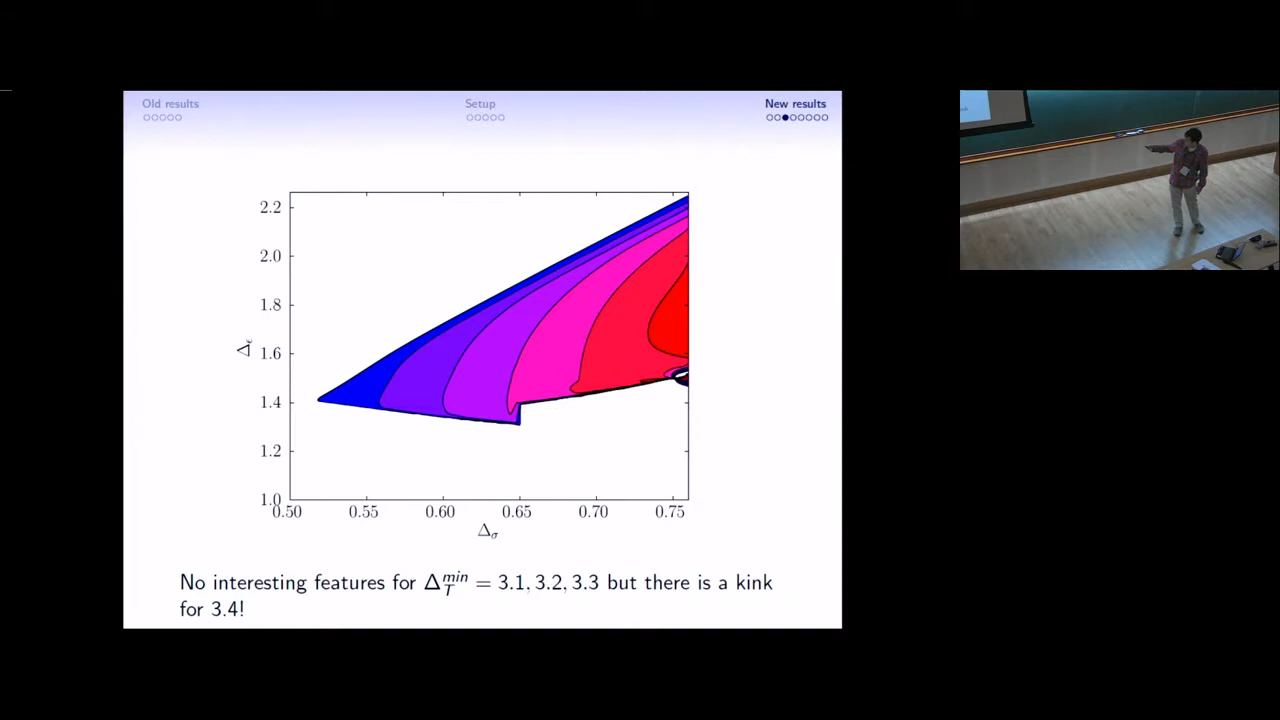 Old results
Setup
New results
2.2
2.0
1.8
1.6
1.4
1.2
1.0
Δϵ
0.50
0.55
0.60
0.65
0.70
0.75
Δσ
No interesting features for Δ_T^min = 3.1, 3.2, 3.3 but there is a kink
for 3.4!